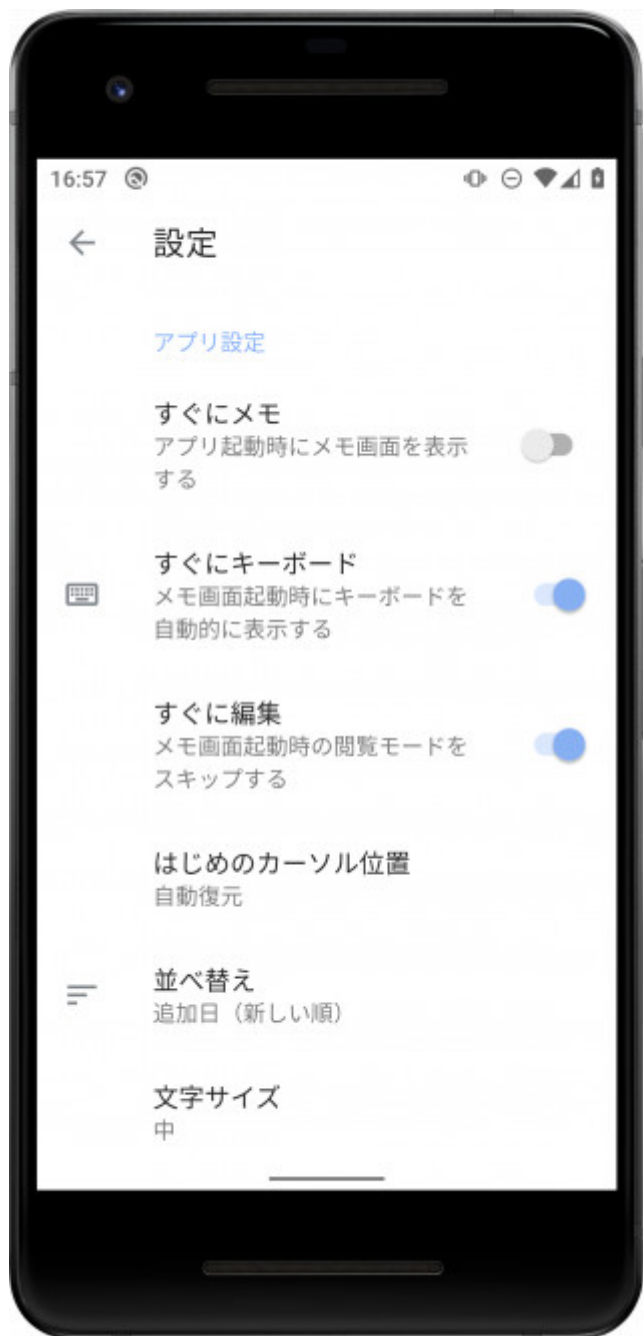 16:57
設定
アプリ設定
すぐにメモ
アプリ起動時にメモ画面を表示
する
すぐにキーボード
メモ画面起動時にキーボードを
自動的に表示する
すぐに編集
メモ画面起動時の閲覧モードを
スキップする
はじめのカーソル位置
自動復元
並べ替え
追加日（新しい順）
文字サイズ
中